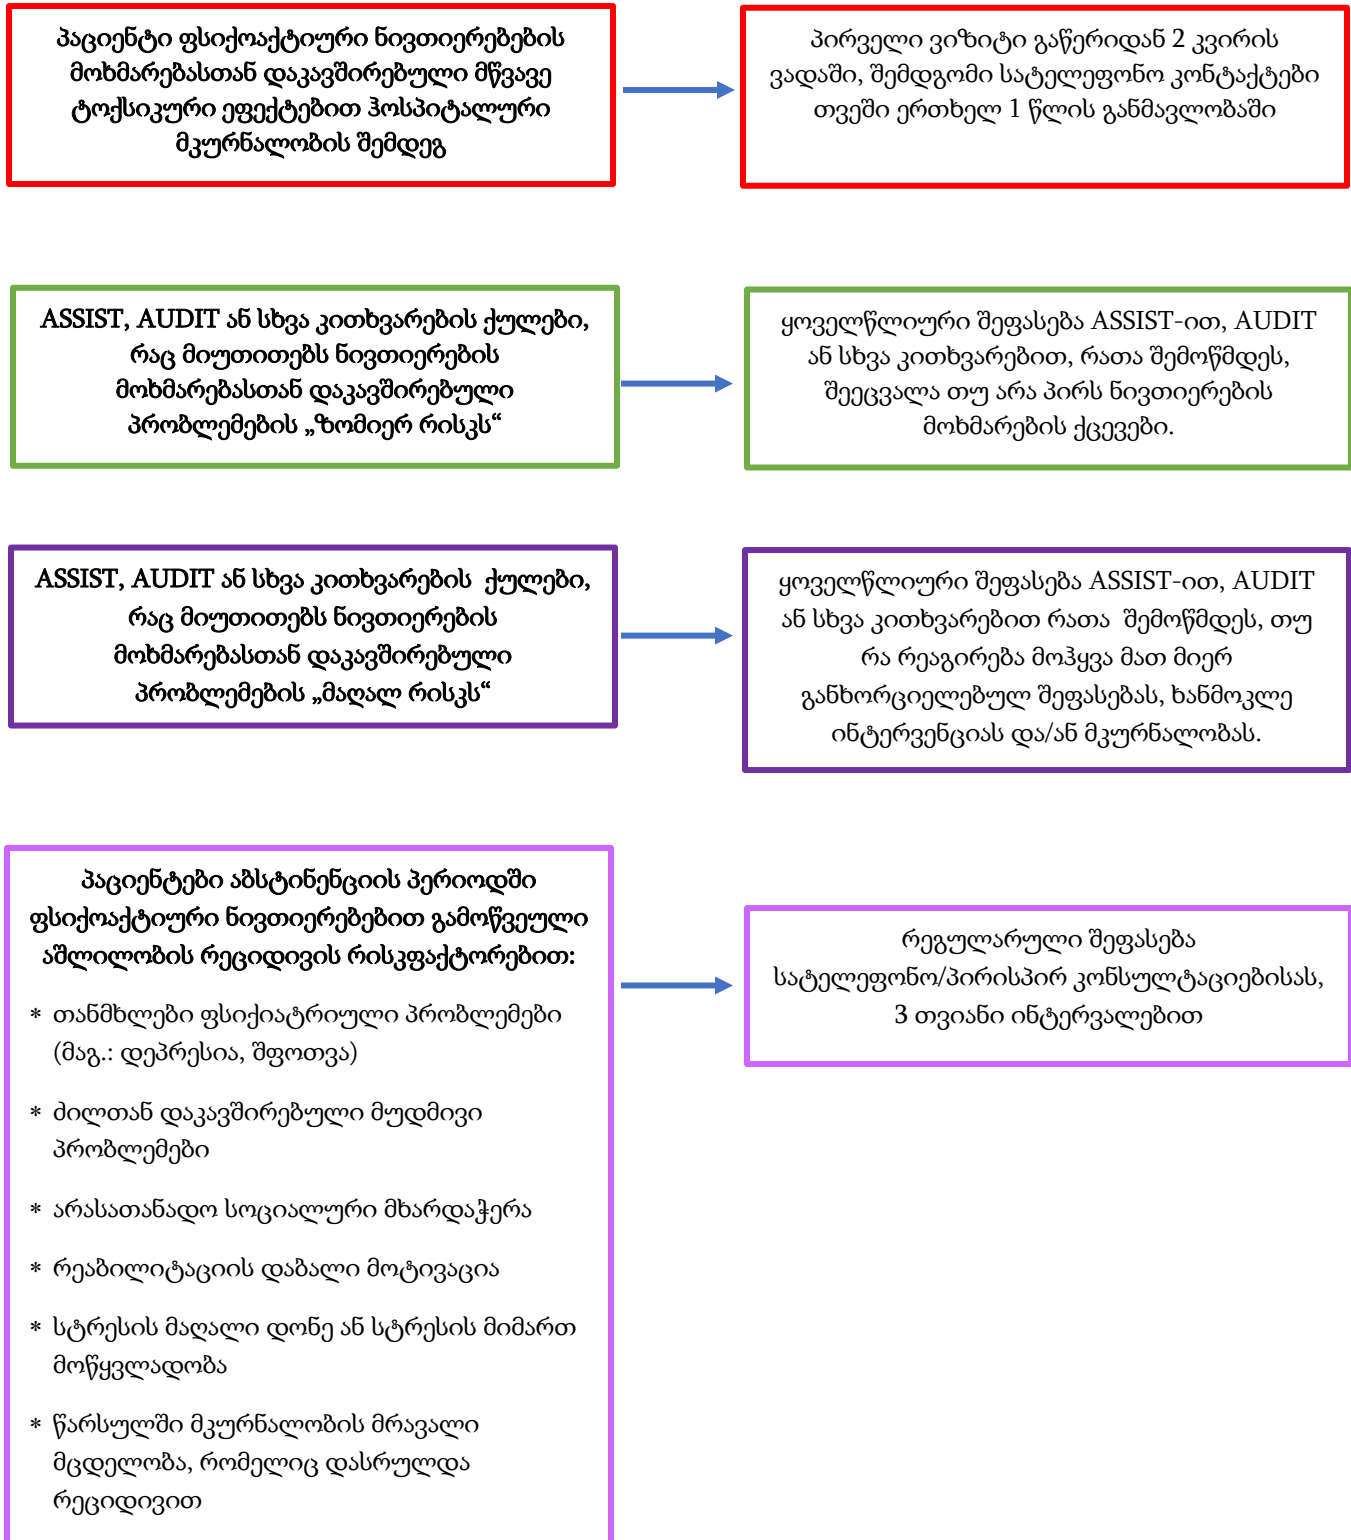 პაციენტი ფსიქოაქტიური ნივთიერებების
მოხმარებასთან დაკავშირებული მწვავე
ტოქსიკური ეფექტებით ჰოსპიტალური
მკურნალობის შემდეგ
პირველი ვიზიტი გაწერიდან 2 კვირის
ვადაში, შემდგომი სატელეფონო კონტაქტები
თვეში ერთხელ 1 წლის განმავლობაში
ASSIST, AUDIT ან სხვა კითხვარების ქულები,
რაც მიუთითებს ნივთიერების
მოხმარებასთან დაკავშირებული
პრობლემების „ზომიერ რისკს“
ყოველწლიური შეფასება ASSIST-ით, AUDIT
ან სხვა კითხვარებით, რათა შემოწმდეს,
შეეცვალა თუ არა პირს ნივთიერების
მოხმარების ქცევები.
ASSIST, AUDIT ან სხვა კითხვარების ქულები,
რაც მიუთითებს ნივთიერების
მოხმარებასთან დაკავშირებული
პრობლემების „მაღალ რისკს“
ყოველწლიური შეფასება ASSIST-ით, AUDIT
ან სხვა კითხვარებით რათა შემოწმდეს, თუ
რა რეაგირება მოჰყვა მათ მიერ
განხორციელებულ შეფასებას, ხანმოკლე
ინტერვენციას და/ან მკურნალობას.
პაციენტები აბსტინენციის პერიოდში
ფსიქოაქტიური ნივთიერებებით გამოწვეული
აშლილობის რეციდივის რისკფაქტორებით:
* თანმხლები ფსიქიატრიული პრობლემები
(მაგ.: დეპრესია, შფოთვა)
* ძილთან დაკავშირებული მუდმივი
პრობლემები
* არასათანადო სოციალური მხარდაჭერა
* რეაბილიტაციის დაბალი მოტივაცია
* სტრესის მაღალი დონე ან სტრესის მიმართ
მოწყვლადობა
* წარსულში მკურნალობის მრავალი
მცდელობა, რომელიც დასრულდა
რეციდივით
რეგულარული შეფასება
სატელეფონო/პირისპირ კონსულტაციებისას,
3 თვიანი ინტერვალებით